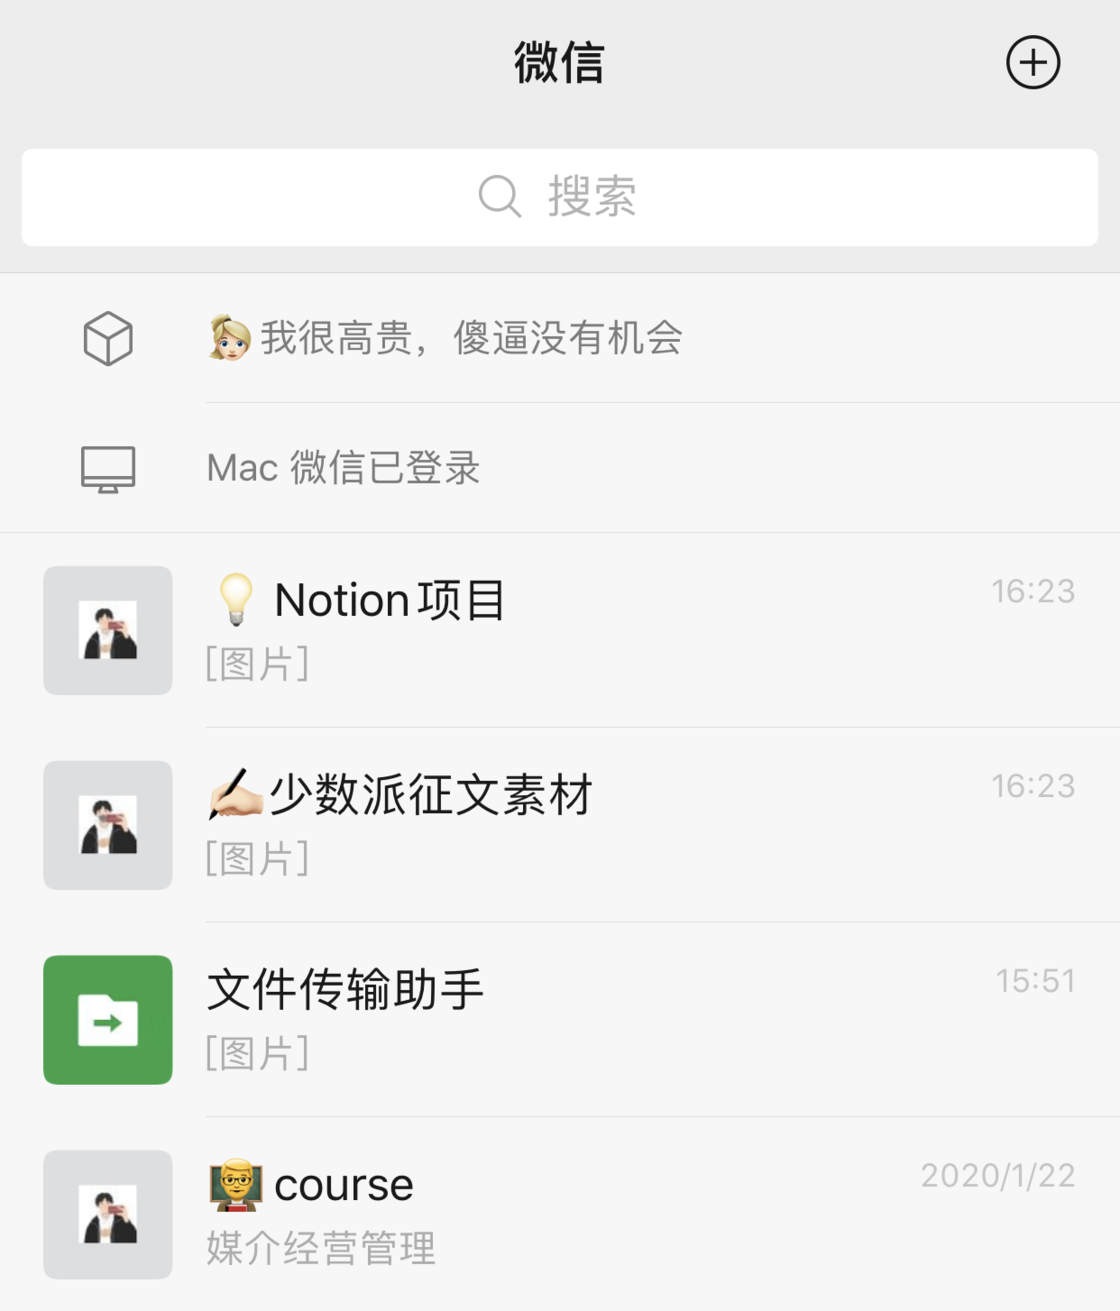 微信
搜索
👱‍♀️我很高贵，傻逼没有机会
Mac 微信已登录
💡 Notion项目
16:23
[图片]
✍🏻少数派征文素材
16:23
[图片]
文件传输助手
15:51
[图片]
👨‍🏫course
2020/1/22
媒介经营管理